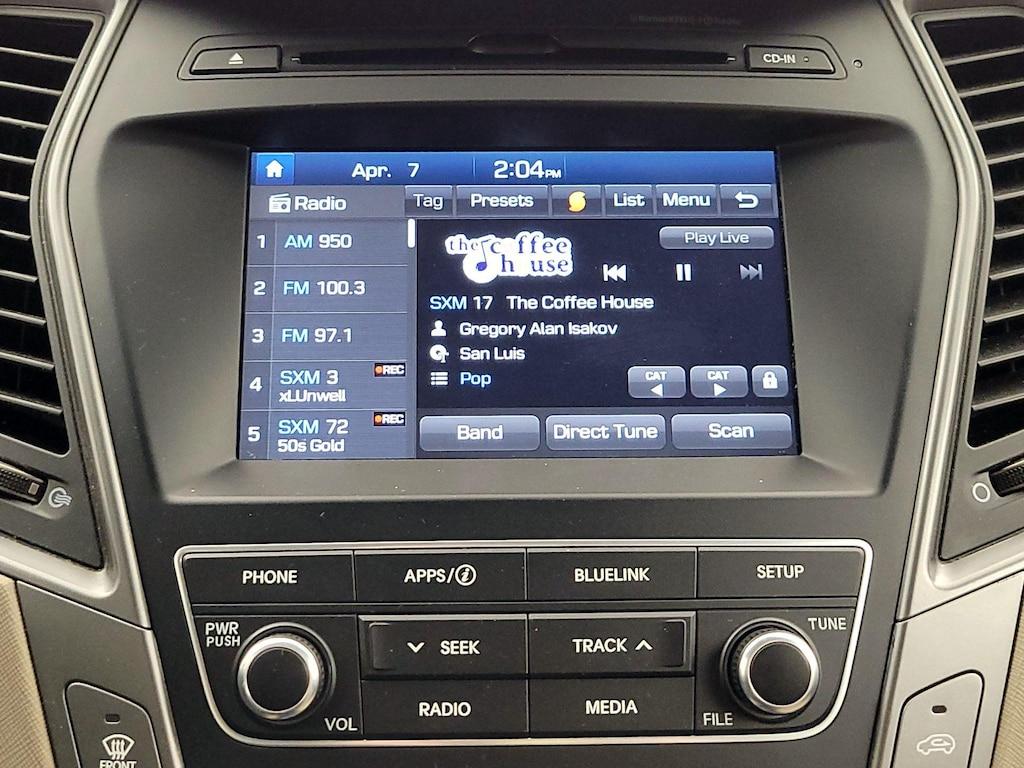 CD-IN
Apr. 7 2:04PM
Radio Tag Presets List Menu
1 AM 950
2 FM 100.3
3 FM 97.1
4 SXM 3 REC
xLUnwell
5 SXM 72 REC
50s Gold
the coffee house
Play Live
SXM 17 The Coffee House
Gregory Alan Isakov
San Luis
Pop
CAT CAT
Band Direct Tune Scan
PHONE APPS/i BLUELINK SETUP
PWR
PUSH
VOL
SEEK TRACK
RADIO MEDIA
TUNE
FILE
FRONT